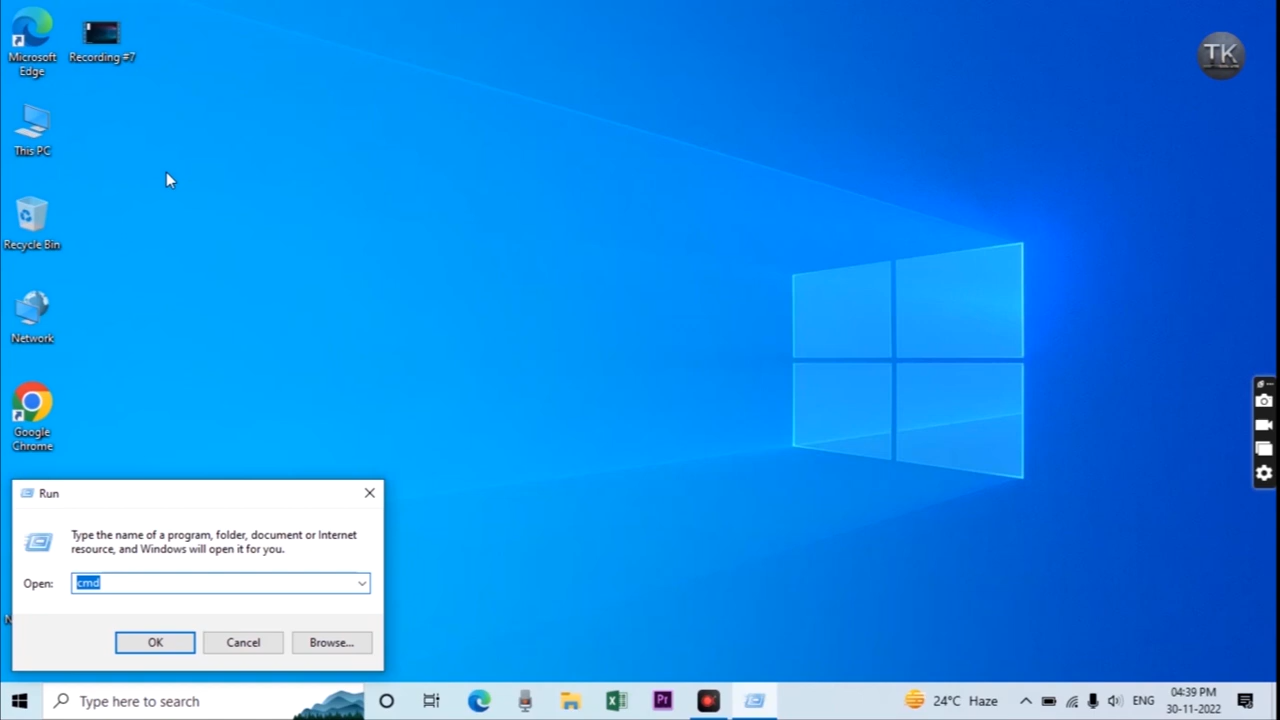 Microsoft
Edge
Recording #7
TK
This PC
Recycle Bin
Network
Google
Chrome
Run
Type the name of a program, folder, document or Internet
resource, and Windows will open it for you.
Open:
cmd
OK
Cancel
Browse...
Type here to search
Pr
24°C Haze
ENG
04:39 PM
30-11-2022